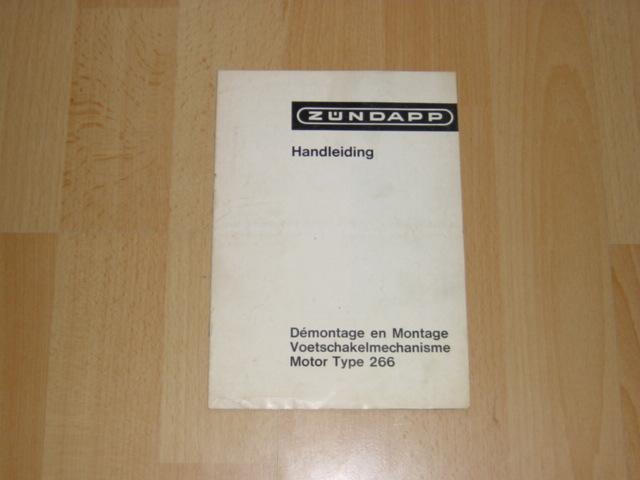 ZÜNDAPP
Handleiding
Démontage en Montage
Voetschakelmechanisme
Motor Type 266